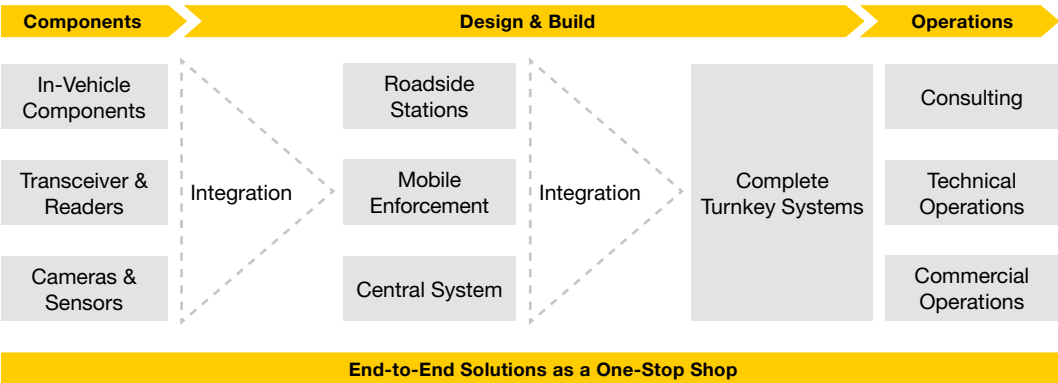 Components
Design & Build
Operations
In-Vehicle
Components
Transceiver &
Readers
Cameras &
Sensors
Integration
Roadside
Stations
Mobile
Enforcement
Central System
Integration
Complete
Turnkey Systems
Consulting
Technical
Operations
Commercial
Operations
End-to-End Solutions as a One-Stop Shop